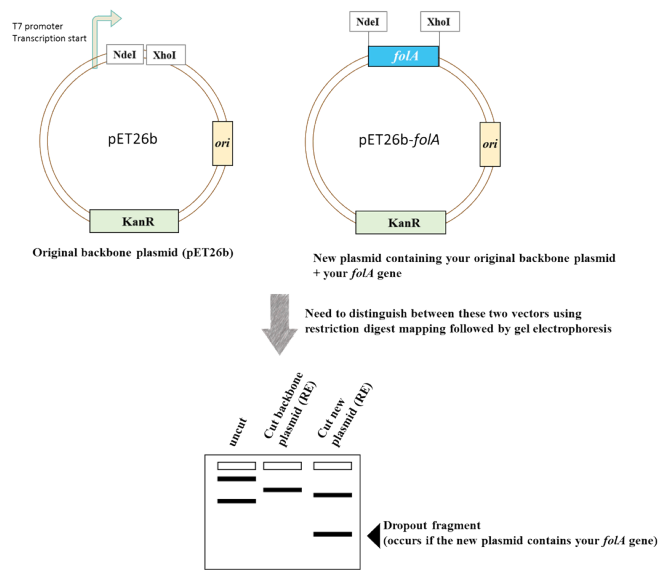 T7 promoter
Transcription start
NdeI
XhoI
pET26b
ori
KanR
Original backbone plasmid (pET26b)
NdeI
XhoI
folA
pET26b-folA
ori
KanR
New plasmid containing your original backbone plasmid
+ your folA gene
Need to distinguish between these two vectors using
restriction digest mapping followed by gel electrophoresis
uncut
Cut backbone
plasmid (RE)
Cut new
plasmid (RE)
Dropout fragment
(occurs if the new plasmid contains your folA gene)